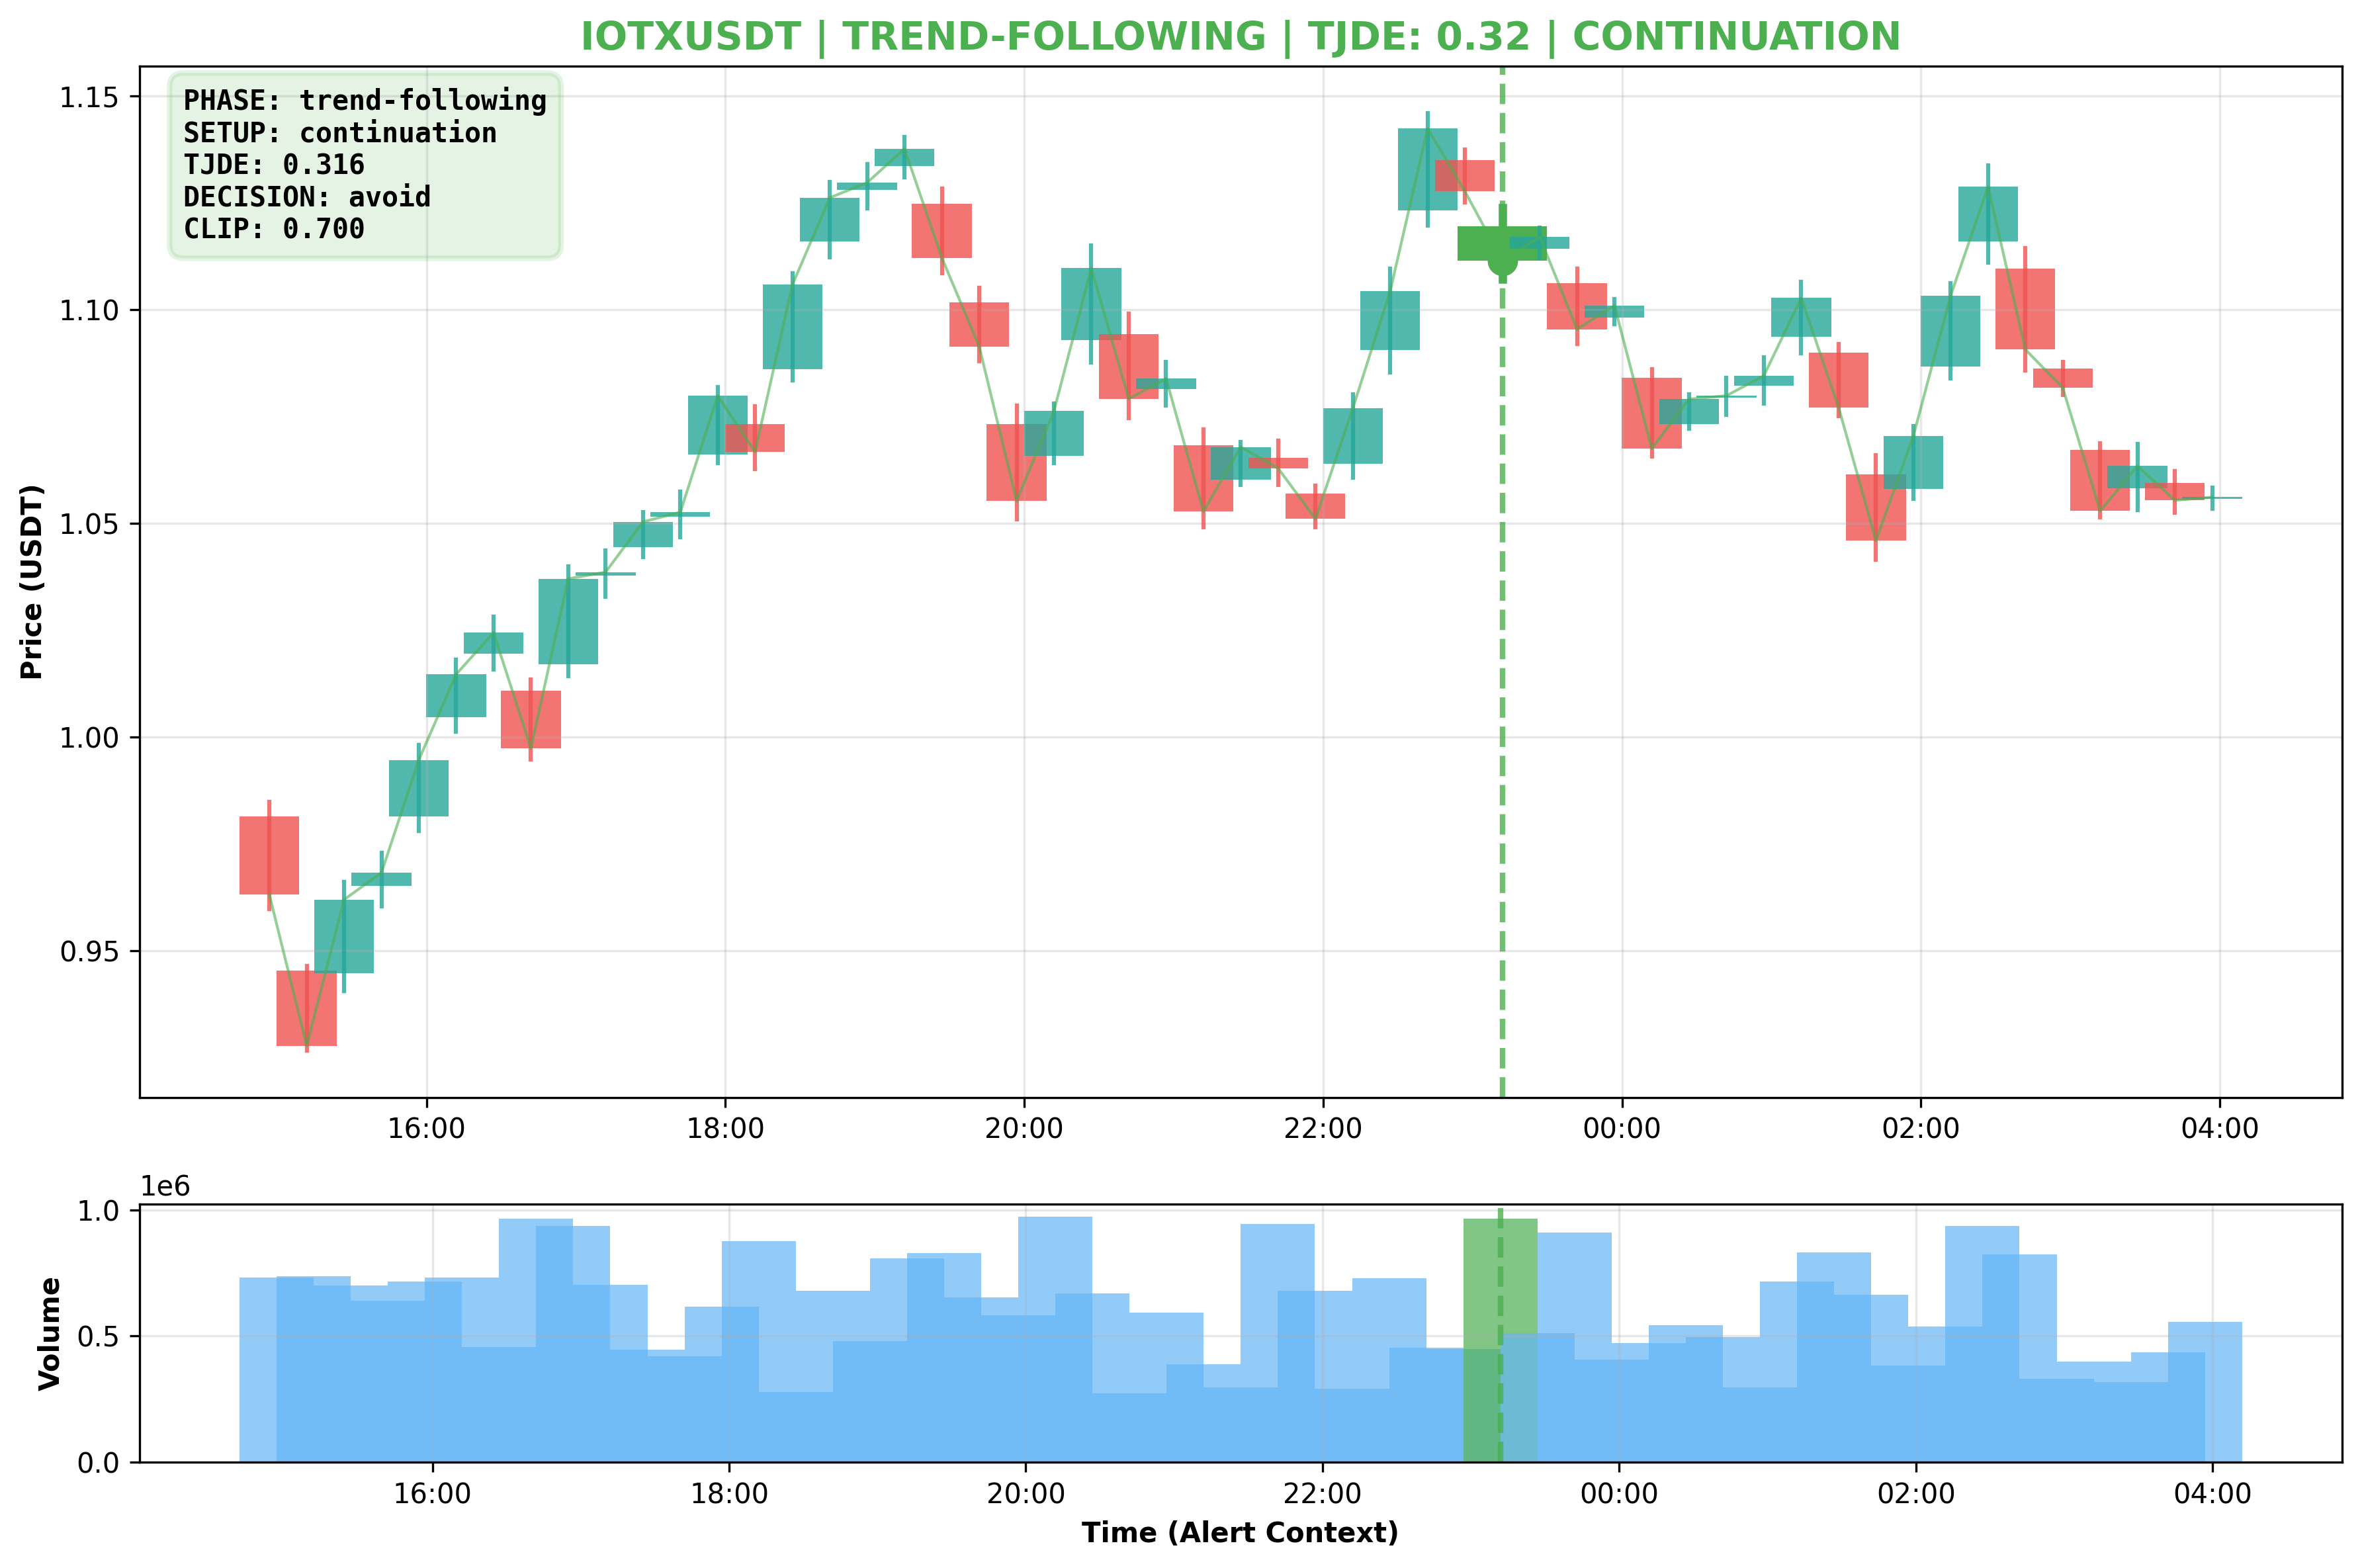 IOTXUSDT | TREND-FOLLOWING | TJDE: 0.32 | CONTINUATION
PHASE: trend-following
SETUP: continuation
TJDE: 0.316
DECISION: avoid
CLIP: 0.700
Price (USDT)
1.15
1.10
1.05
1.00
0.95
16:00 18:00 20:00 22:00 00:00 02:00 04:00
1e6
Volume
1.0
0.5
0.0
16:00 18:00 20:00 22:00 00:00 02:00 04:00
Time (Alert Context)